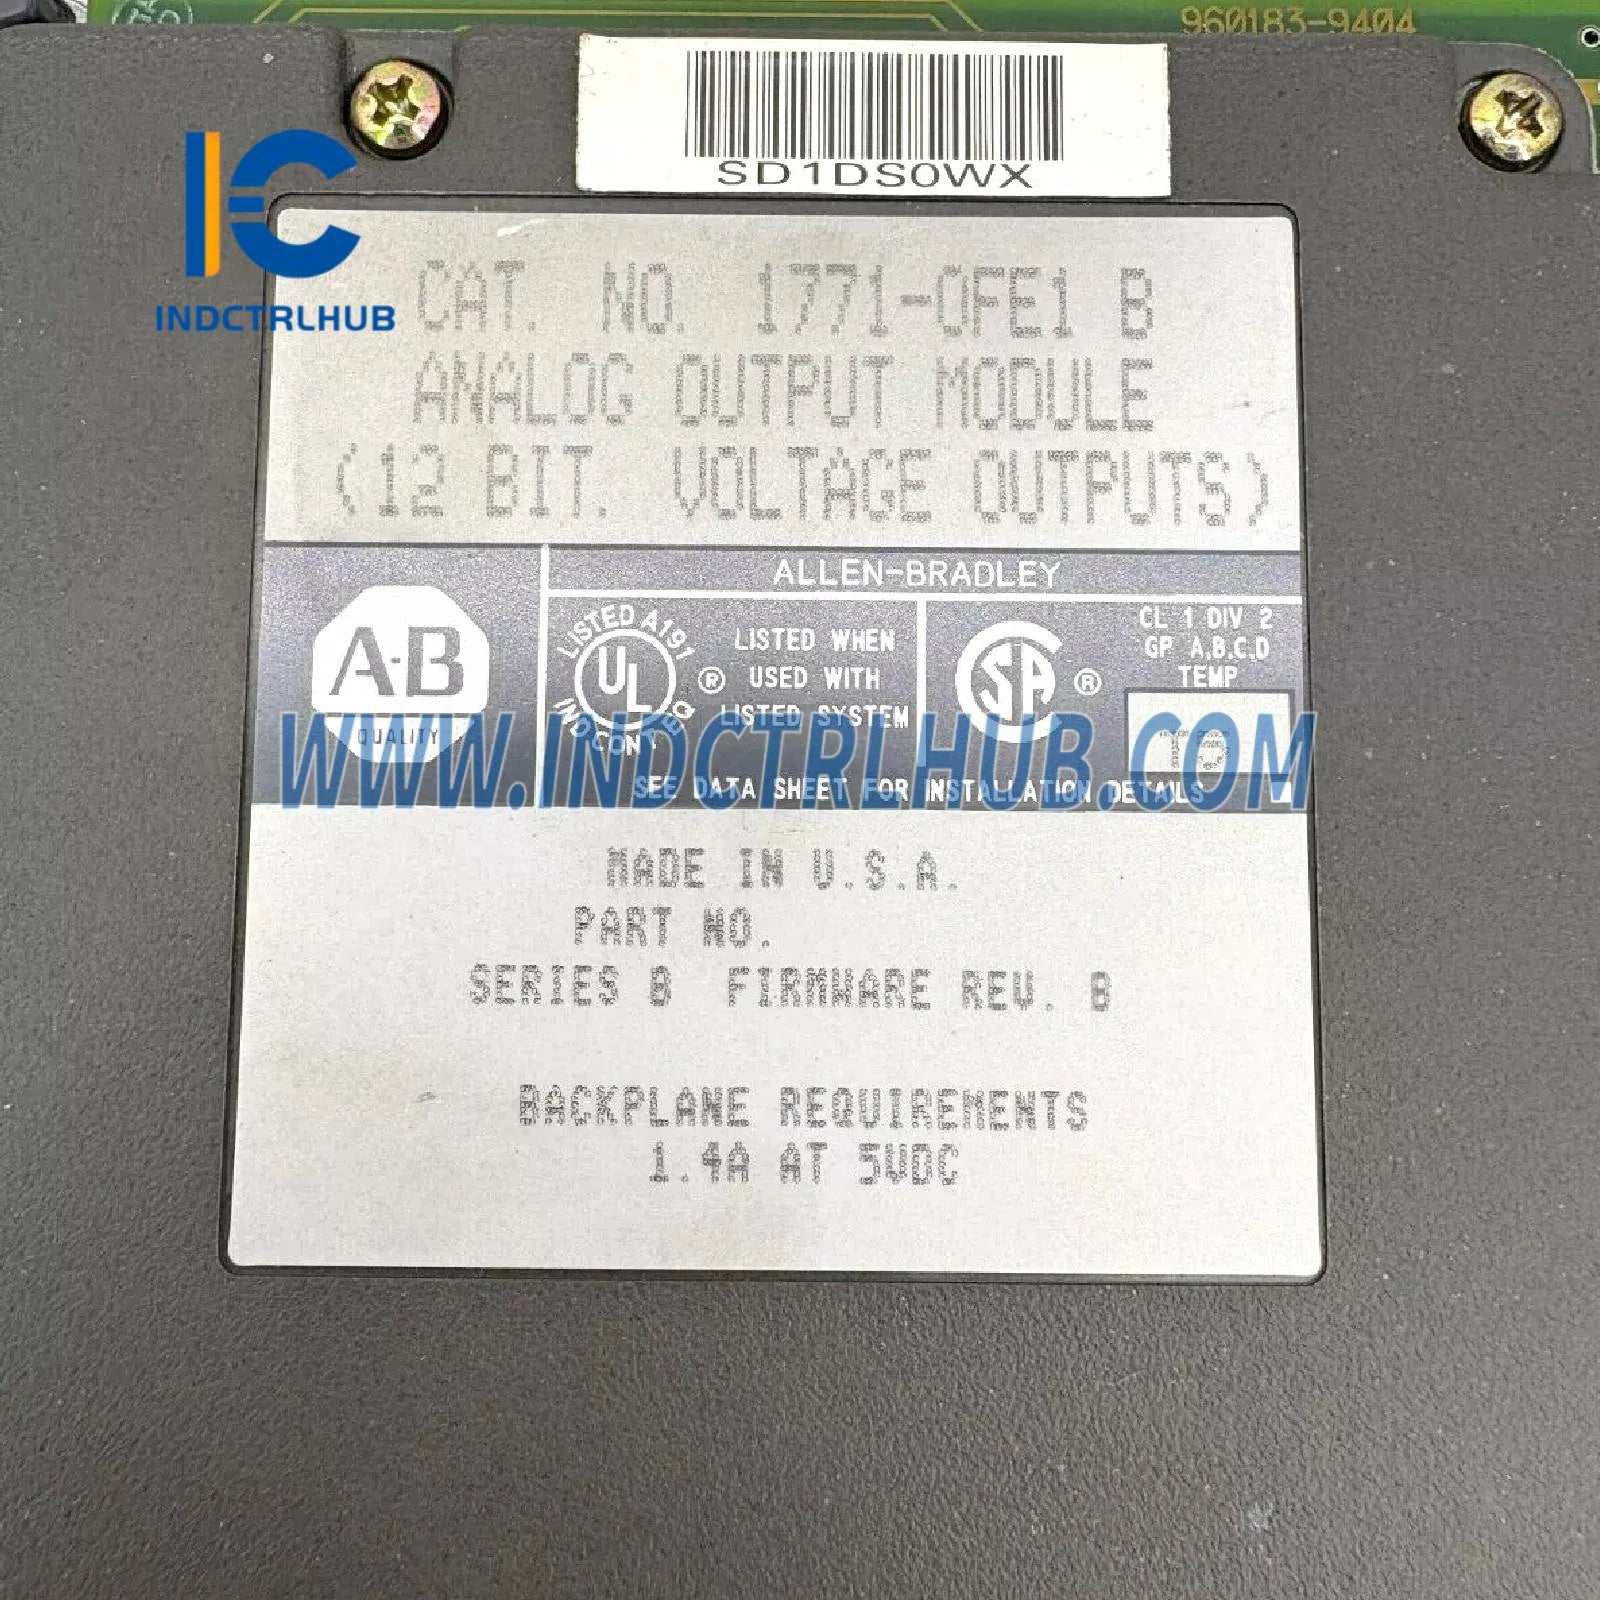 960183-9404
SD1DS0WX
INDCTRLHUB
CAT. NO. 1771-OFE1 B
ANALOG OUTPUT MODULE
(12 BIT. VOLTAGE OUTPUTS)
ALLEN-BRADLEY
A-B
QUALITY
LISTED A191
UL
IND CONT EQ
®
LISTED WHEN
USED WITH
LISTED SYSTEM
CSA
®
CL 1 DIV 2
GP A,B,C,D
TEMP
WWW.INDCTRLHUB.COM
SEE DATA SHEET FOR INSTALLATION DETAILS
MADE IN U.S.A.
PART NO.
SERIES B FIRMWARE REV. B
BACKPLANE REQUIREMENTS
1.4A AT 5VDC